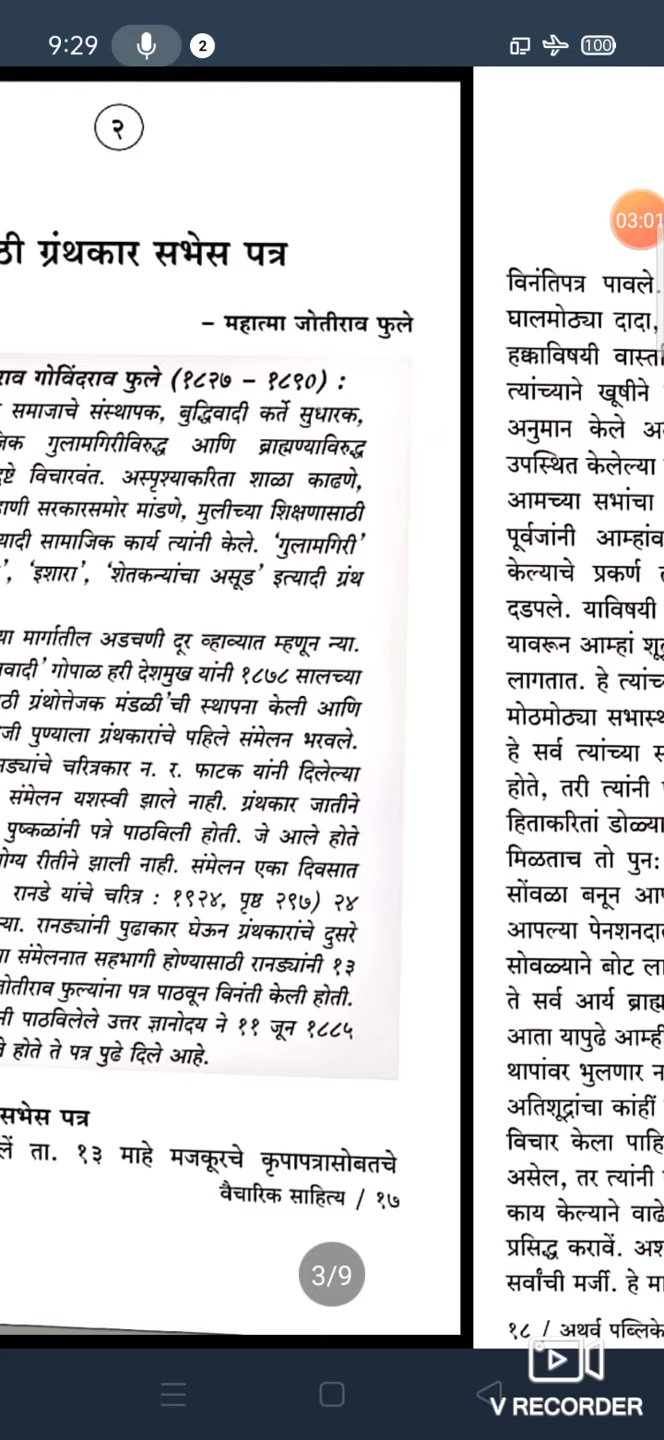 9:29
2
100
२
ठी ग्रंथकार सभेस पत्र
– महात्मा जोतीराव फुले
राव गोविंदराव फुले (१८२७ – १८९०) :
समाजाचे संस्थापक, बुद्धिवादी कर्ते सुधारक,
जिक गुलामगिरीविरुद्ध आणि ब्राह्मण्याविरुद्ध
ष्टे विचारवंत. अस्पृश्याकरिता शाळा काढणे,
हाणी सरकारसमोर मांडणे, मुलीच्या शिक्षणासाठी
यादी सामाजिक कार्य त्यांनी केले. ‘गुलामगिरी’
’, ‘इशारा’, ‘शेतकऱ्यांचा असूड’ इत्यादी ग्रंथ
या मार्गातील अडचणी दूर व्हाव्यात म्हणून न्या.
वादी’ गोपाळ हरी देशमुख यांनी १८७८ सालच्या
ठी ग्रंथोत्तेजक मंडळी’ची स्थापना केली आणि
जी पुण्याला ग्रंथकारांचे पहिले संमेलन भरवले.
नड्यांचे चरित्रकार न. र. फाटक यांनी दिलेल्या
संमेलन यशस्वी झाले नाही. ग्रंथकार जातीने
पुष्कळांनी पत्रे पाठविली होती. जे आले होते
योग्य रीतीने झाली नाही. संमेलन एका दिवसात
रानडे यांचे चरित्र : १९२४, पृष्ठ २९७) २४
ऱ्या. रानड्यांनी पुढाकार घेऊन ग्रंथकारांचे दुसरे
या संमेलनात सहभागी होण्यासाठी रानड्यांनी १३
जोतीराव फुल्यांना पत्र पाठवून विनंती केली होती.
नी पाठविलेले उत्तर ज्ञानोदय ने ११ जून १८८५
े होते ते पत्र पुढे दिले आहे.
सभेस पत्र
लें ता. १३ माहे मजकूरचे कृपापत्रासोबतचे
वैचारिक साहित्य / १७
3/9
03:01
विनंतिपत्र पावले.
घालमोठ्या दादा,
हक्काविषयी वास्त
त्यांच्याने खूषीने
अनुमान केले अ
उपस्थित केलेल्या
आमच्या सभांचा
पूर्वजांनी आम्हांव
केल्याचे प्रकर्ण
दडपले. याविषयी
यावरून आम्हां शू
लागतात. हे त्यांच
मोठमोठ्या सभास्थ
हे सर्व त्यांच्या स
होते, तरी त्यांनी
हिताकरितां डोळ्या
मिळताच तो पुन:
सोंवळा बनून आप
आपल्या पेनशनदा
सोवळ्याने बोट ला
ते सर्व आर्य ब्राह्म
आता यापुढे आम्ही
थापांवर भुलणार न
अतिशूद्रांचा कांहीं
विचार केला पाहि
असेल, तर त्यांनी
काय केल्याने वाढे
प्रसिद्ध करावें. अश
सर्वांची मर्जी. हे मा
१८ / अथर्व पब्लिके
V RECORDER